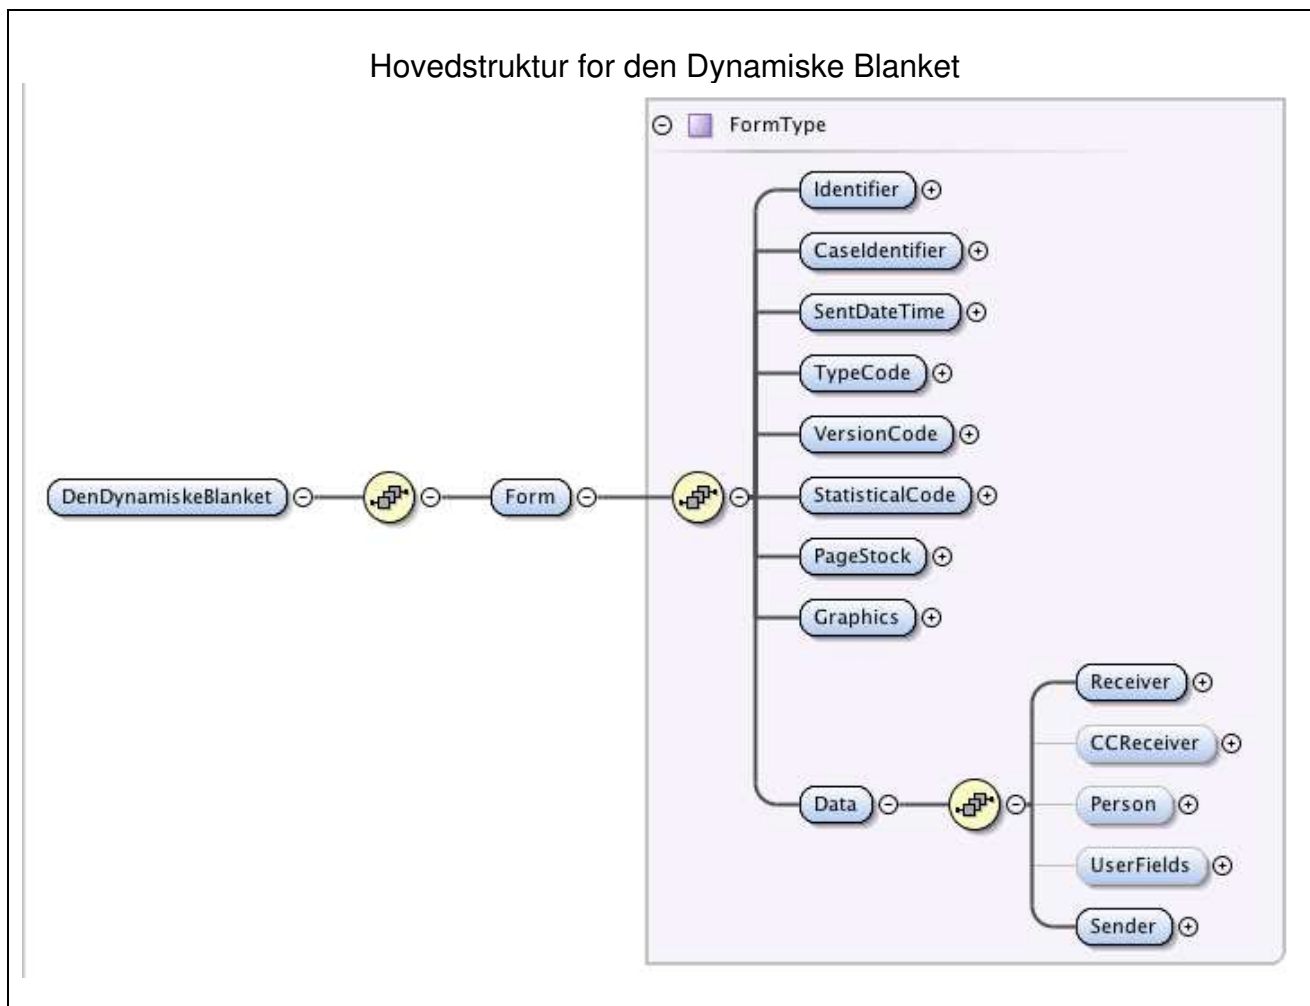 Hovedstruktur for den Dynamiske Blanket
FormType
Identifier
CaseIdentifier
SentDateTime
TypeCode
VersionCode
DenDynamiskeBlanket
Form
StatisticalCode
PageStock
Graphics
Receiver
CCReceiver
Data
Person
UserFields
Sender